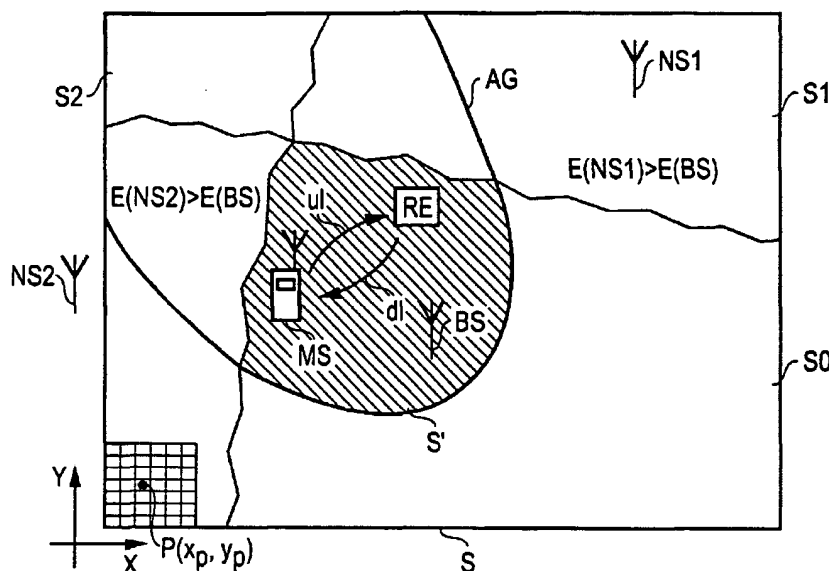 NS1
AG
S2
S1
E(NS1)>E(BS)
E(NS2)>E(BS)
ul
RE
NS2
dl
BS
MS
S0
S'
Y
P(xp, yp)
X
S